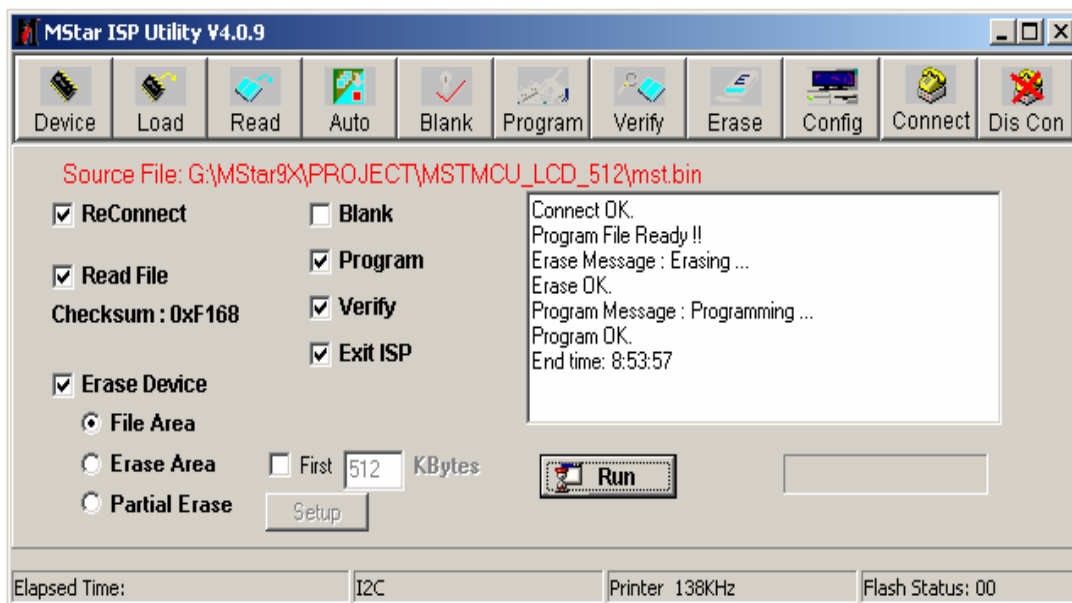 MStar ISP Utility V4.0.9
Device Load Read Auto Blank Program Verify Erase Config Connect Dis Con
Source File: G:\MStar9X\PROJECT\MSTMCU_LCD_512\mst.bin
ReConnect
Read File
Checksum : 0xF168
Erase Device
File Area
Erase Area
Partial Erase
Blank
Program
Verify
Exit ISP
First 512 KBytes
Setup
Connect OK.
Program File Ready !!
Erase Message : Erasing ...
Erase OK.
Program Message : Programming ...
Program OK.
End time: 8:53:57
Run
Elapsed Time: I2C Printer 138KHz Flash Status: 00